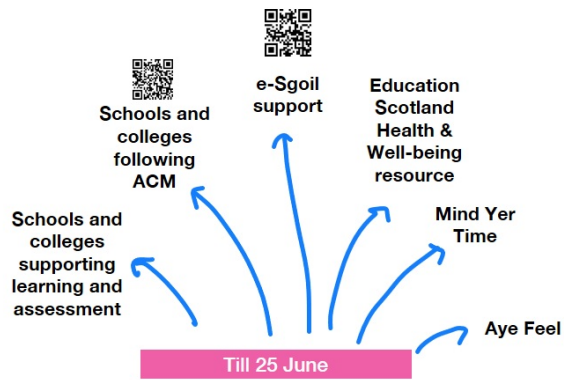 e-Sgoil
support
Schools and
colleges
following
ACM
Education
Scotland
Health &
Well-being
resource
Schools and
colleges
supporting
learning and
assessment
Mind Yer
Time
Aye Feel
Till 25 June